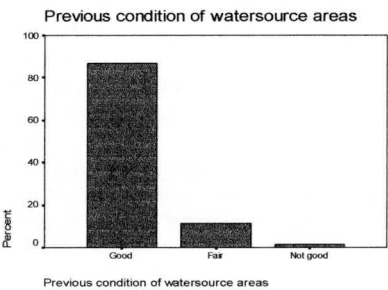 Previous condition of watersource areas
100
80
60
40
20
0
Percent
Good Fair Not good
Previous condition of watersource areas